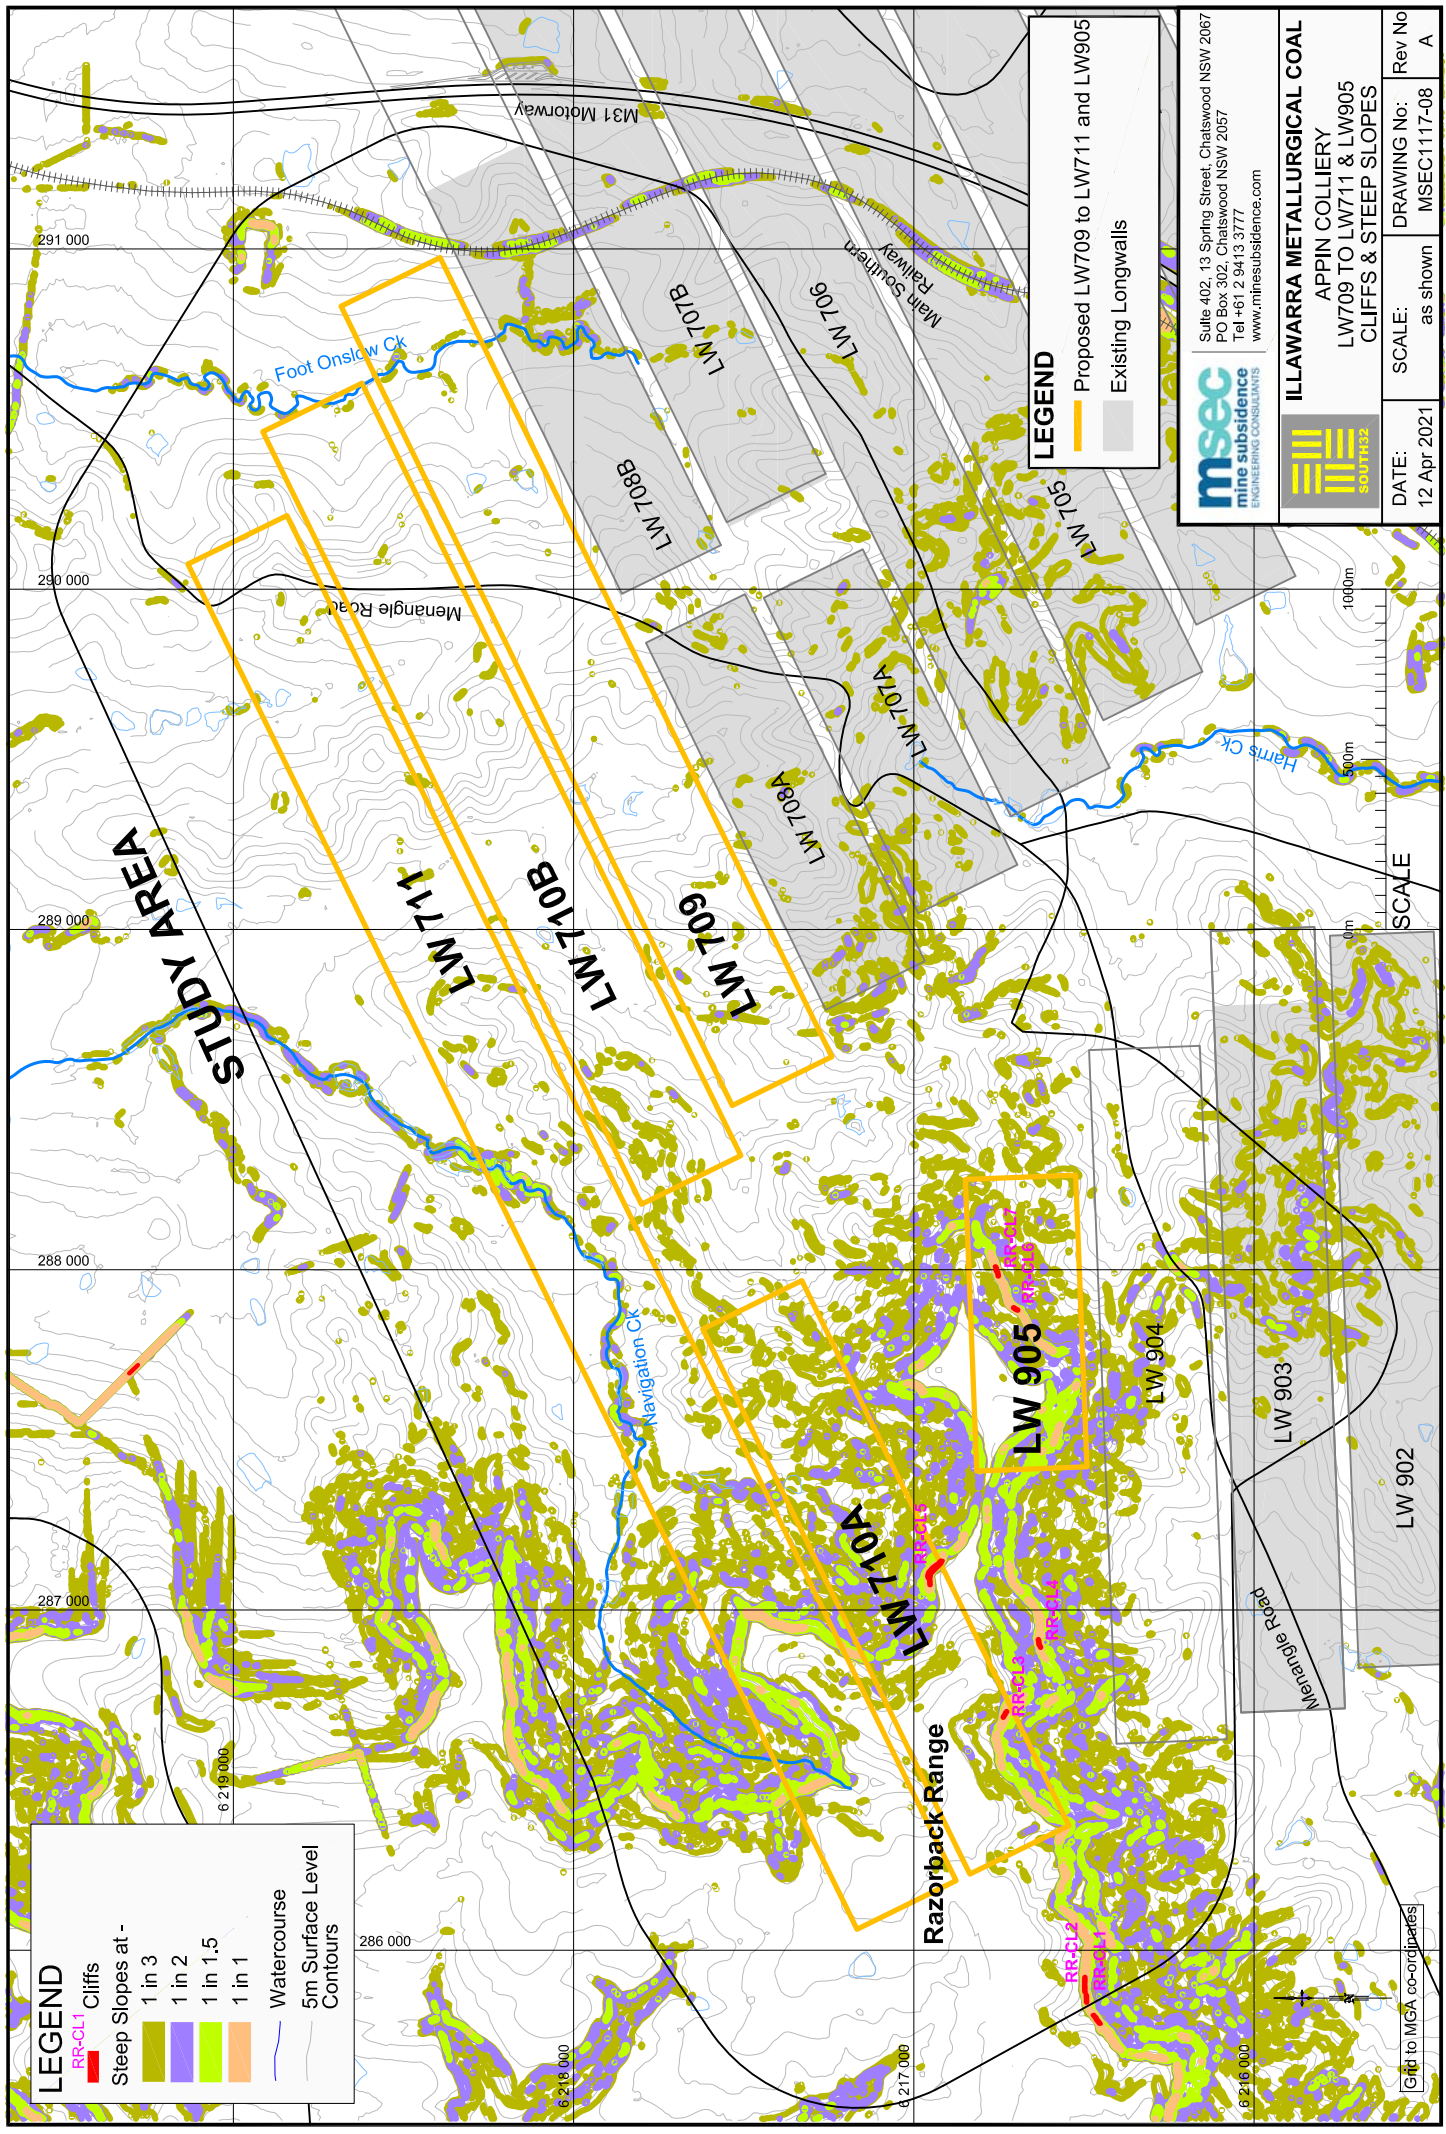 LEGEND
RR-CL1
Cliffs
Steep Slopes at -
1 in 3
1 in 2
1 in 1.5
1 in 1
Watercourse
5m Surface Level
Contours
286 000
287 000
288 000
289 000
290 000
291 000
6 219 000
6 218 000
6 217 000
6 216 000
STUDY AREA
LW 711
LW 710B
LW 709
LW 710A
LW 905
Navigation Ck
Foot Onslow Ck
Harris Ck
Menangle Road
Menangle Road
M31 Motorway
Main Southern
Railway
Razorback Range
RR-CL1
RR-CL2
RR-CL3
RR-CL4
RR-CL5
RR-CL6
RR-CL7
LW 708A
LW 708B
LW 707A
LW 707B
LW 706
LW 705
LW 904
LW 903
LW 902
Grid to MGA co-ordinates
N
SCALE
0m
500m
1000m
LEGEND
Proposed LW709 to LW711 and LW905
Existing Longwalls
msec
mine subsidence
ENGINEERING CONSULTANTS
Suite 402, 13 Spring Street, Chatswood NSW 2067
PO Box 302, Chatswood NSW 2057
Tel +61 2 9413 3777
www.minesubsidence.com
SOUTH32
ILLAWARRA METALLURGICAL COAL
APPIN COLLIERY
LW709 TO LW711 & LW905
CLIFFS & STEEP SLOPES
DATE:
12 Apr 2021
SCALE:
as shown
DRAWING No:
MSEC1117-08
Rev No
A